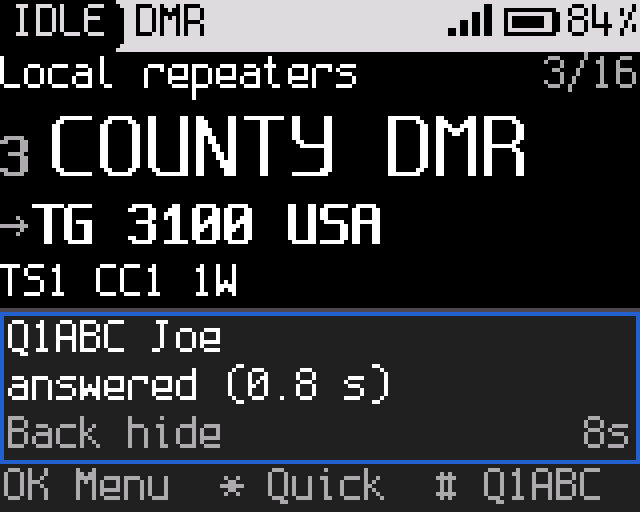 IDLE DMR 84%
Local repeaters 3/16
3 COUNTY DMR
→TG 3100 USA
TS1 CC1 1W
Q1ABC Joe
answered (0.8 s)
Back hide 8s
OK Menu * Quick # Q1ABC